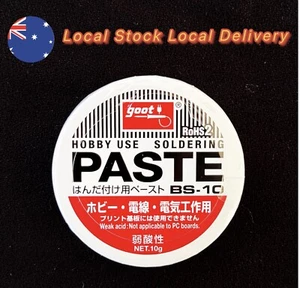 Local Stock Local Delivery
goot
®
RoHS2
HOBBY USE SOLDERING
PASTE
はんだ付け用ペースト BS-10
ホビー・電線・電気工作用
プリント基板には使用できません
Weak acid: Not applicable to PC boards.
弱酸性
NET.10g